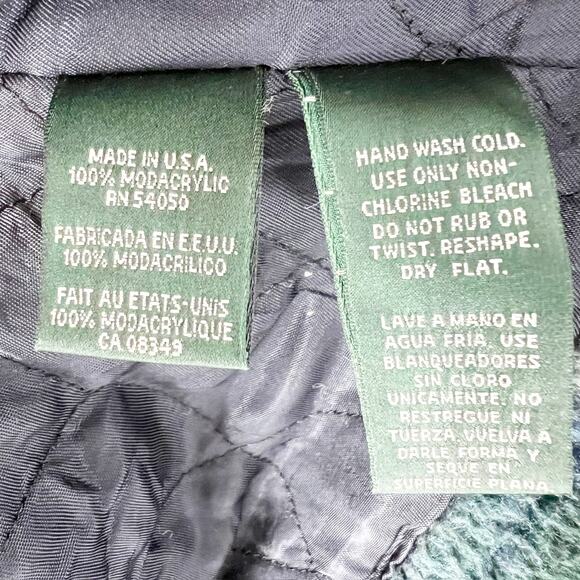 MADE IN U.S.A.
100% MODACRYLIC
RN 54050
FABRICADA EN E.E.U.U.
100% MODACRILICO
FAIT AU ETATS-UNIS
100% MODACRYLIQUE
CA 08349
HAND WASH COLD.
USE ONLY NON-
CHLORINE BLEACH
DO NOT RUB OR
TWIST. RESHAPE.
DRY FLAT.
LAVE A MANO EN
AGUA FRIA. USE
BLANQUEADORES
SIN CLORO
UNICAMENTE. NO
RESTREGUE NI
TUERZA. VUELVA A
DARLE FORMA Y
SEQUE EN
SUPERFICIE PLANA.